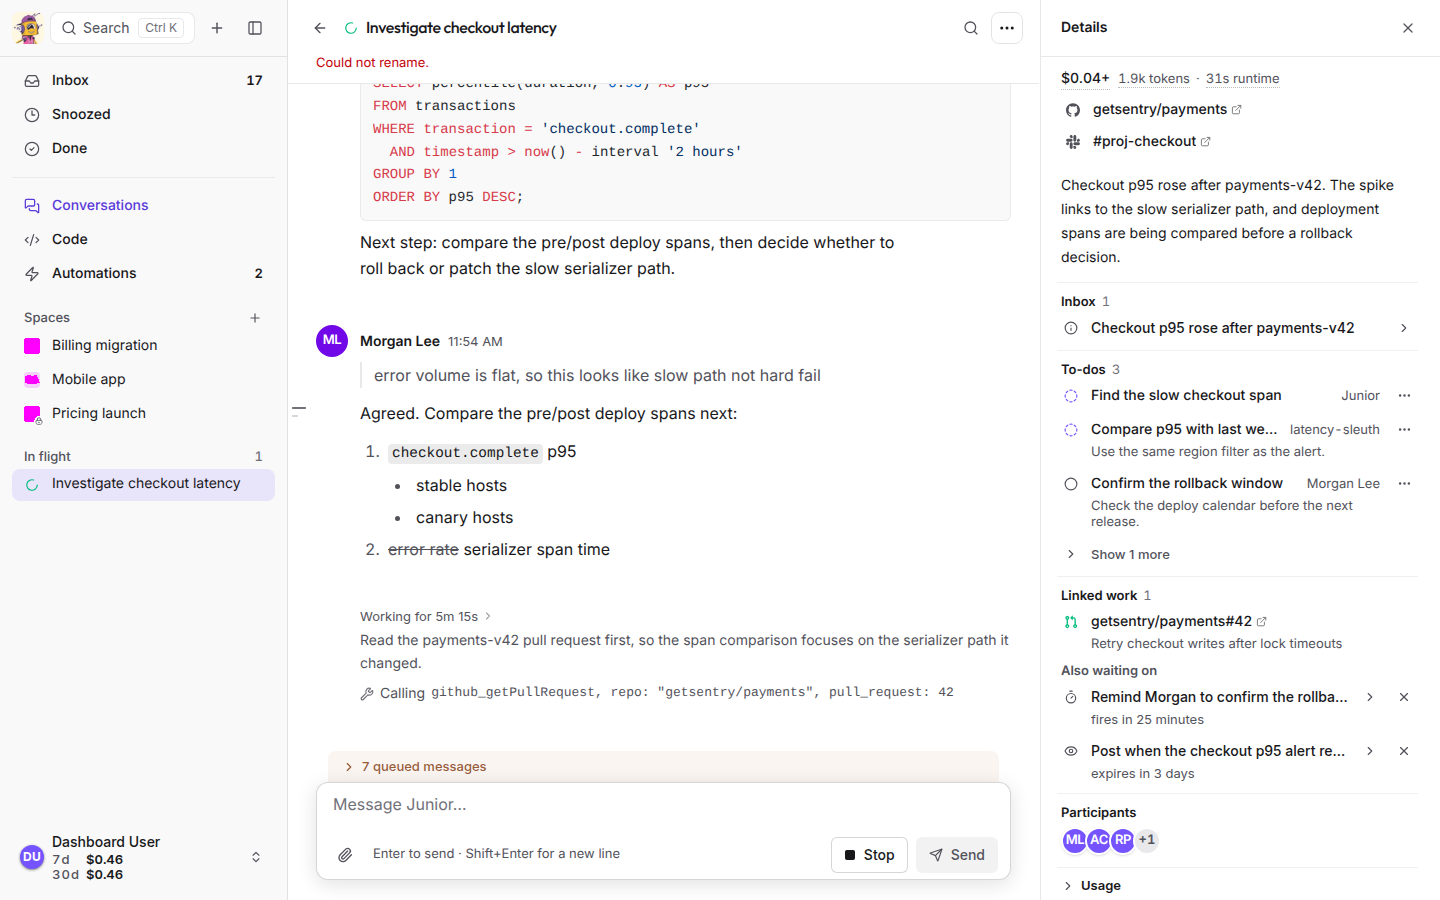 Search Ctrl K
Inbox 17
Snoozed
Done
Conversations
Code
Automations 2
Spaces
Billing migration
Mobile app
Pricing launch
In flight 1
Investigate checkout latency
DU Dashboard User
7d $0.46
30d $0.46
Investigate checkout latency
Could not rename.
SELECT percentile(duration, 0.95) AS p95
FROM transactions
WHERE transaction = 'checkout.complete'
AND timestamp > now() - interval '2 hours'
GROUP BY 1
ORDER BY p95 DESC;
Next step: compare the pre/post deploy spans, then decide whether to
roll back or patch the slow serializer path.
ML Morgan Lee 11:54 AM
error volume is flat, so this looks like slow path not hard fail
Agreed. Compare the pre/post deploy spans next:
1. checkout.complete p95
• stable hosts
• canary hosts
2. error rate serializer span time
Working for 5m 15s
Read the payments-v42 pull request first, so the span comparison focuses on the serializer path it
changed.
Calling github_getPullRequest, repo: "getsentry/payments", pull_request: 42
7 queued messages
Message Junior...
Enter to send · Shift+Enter for a new line
Stop
Send
Details
$0.04+ 1.9k tokens · 31s runtime
getsentry/payments
#proj-checkout
Checkout p95 rose after payments-v42. The spike
links to the slow serializer path, and deployment
spans are being compared before a rollback
decision.
Inbox 1
Checkout p95 rose after payments-v42
To-dos 3
Find the slow checkout span Junior
Compare p95 with last we... latency-sleuth
Use the same region filter as the alert.
Confirm the rollback window Morgan Lee
Check the deploy calendar before the next
release.
Show 1 more
Linked work 1
getsentry/payments#42
Retry checkout writes after lock timeouts
Also waiting on
Remind Morgan to confirm the rollba...
fires in 25 minutes
Post when the checkout p95 alert re...
expires in 3 days
Participants
ML AC RP +1
Usage